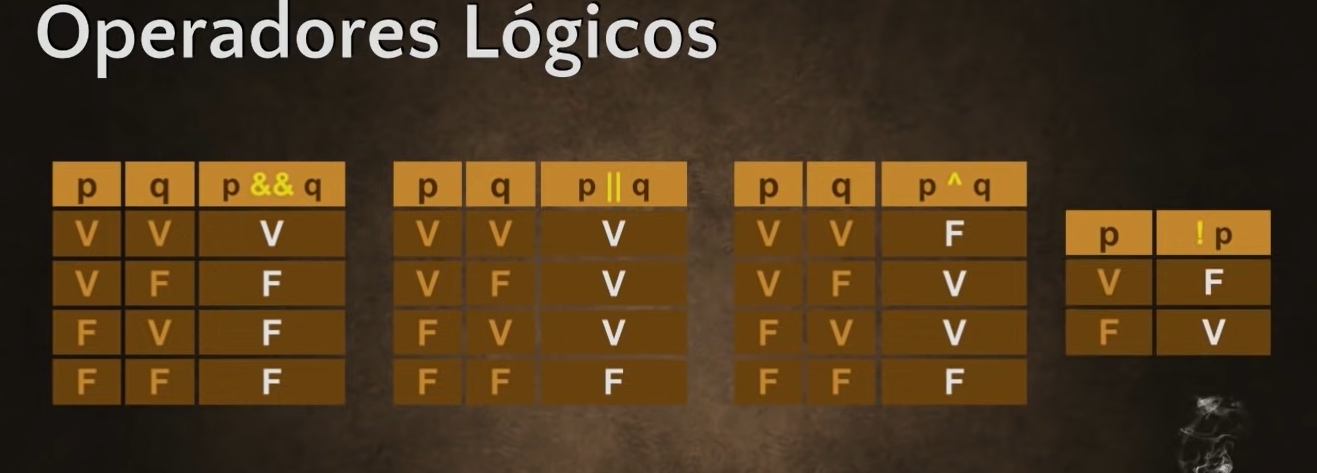 Operadores Lógicos
p q p && q
V V V
V F F
F V F
F F F
p q p || q
V V V
V F V
F V V
F F F
p q p ^ q
V V F
V F V
F V V
F F F
p ! p
V F
F V